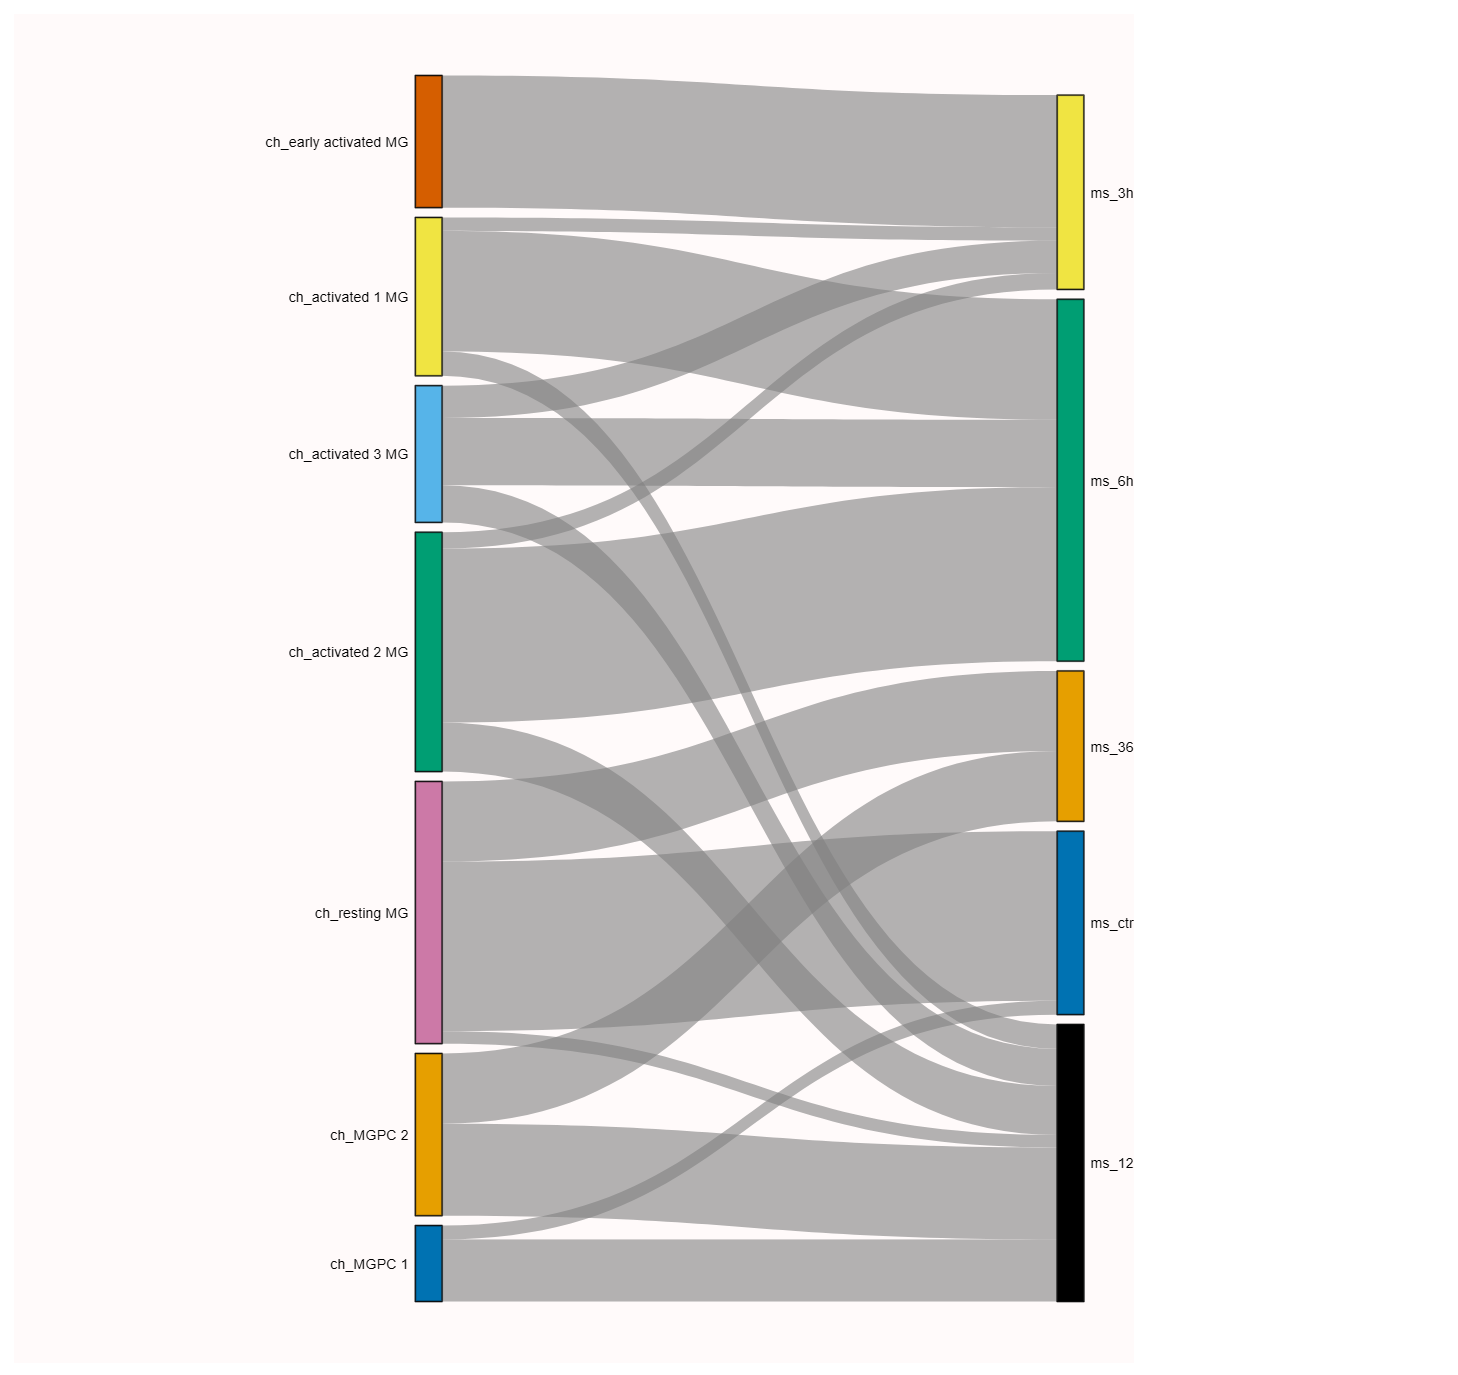 ch_early activated MG
ch_activated 1 MG
ch_activated 3 MG
ch_activated 2 MG
ch_resting MG
ch_MGPC 2
ch_MGPC 1
ms_3h
ms_6h
ms_36
ms_ctr
ms_12